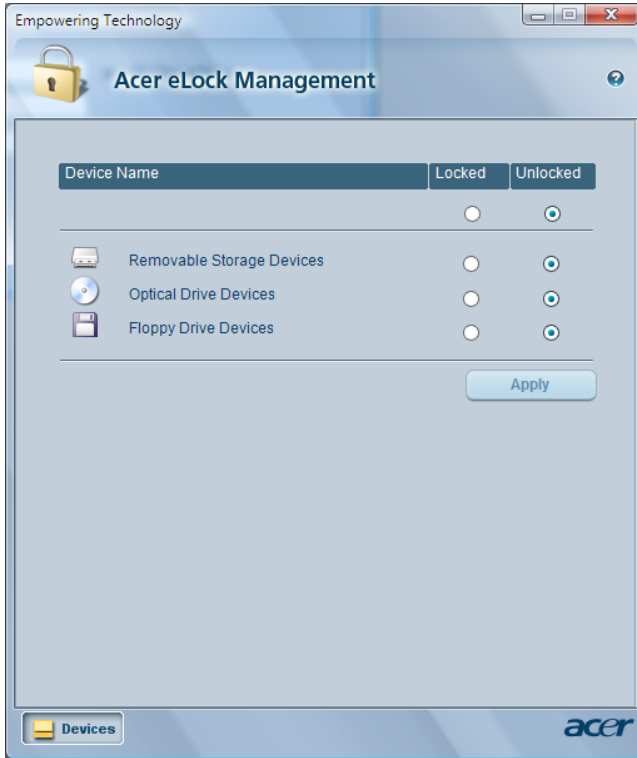 Empowering Technology
Acer eLock Management
Device Name Locked Unlocked
Removable Storage Devices
Optical Drive Devices
Floppy Drive Devices
Apply
Devices
acer